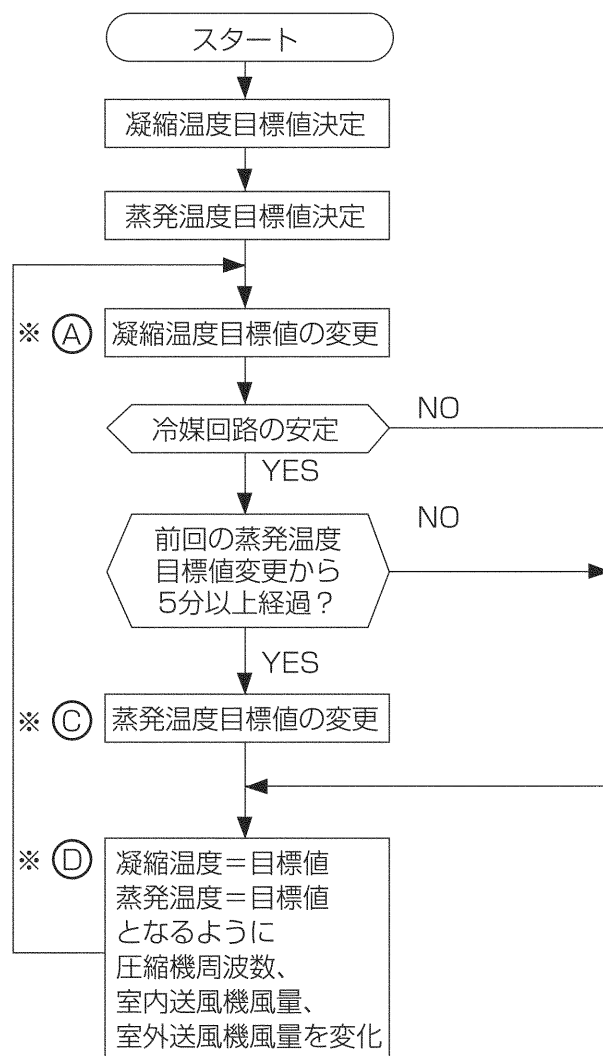 スタート
凝縮温度目標値決定
蒸発温度目標値決定
※ Ⓐ 凝縮温度目標値の変更
冷媒回路の安定
NO
YES
前回の蒸発温度
目標値変更から
5分以上経過？
NO
YES
※ Ⓒ 蒸発温度目標値の変更
※ Ⓓ 凝縮温度＝目標値
蒸発温度＝目標値
となるように
圧縮機周波数、
室内送風機風量、
室外送風機風量を変化